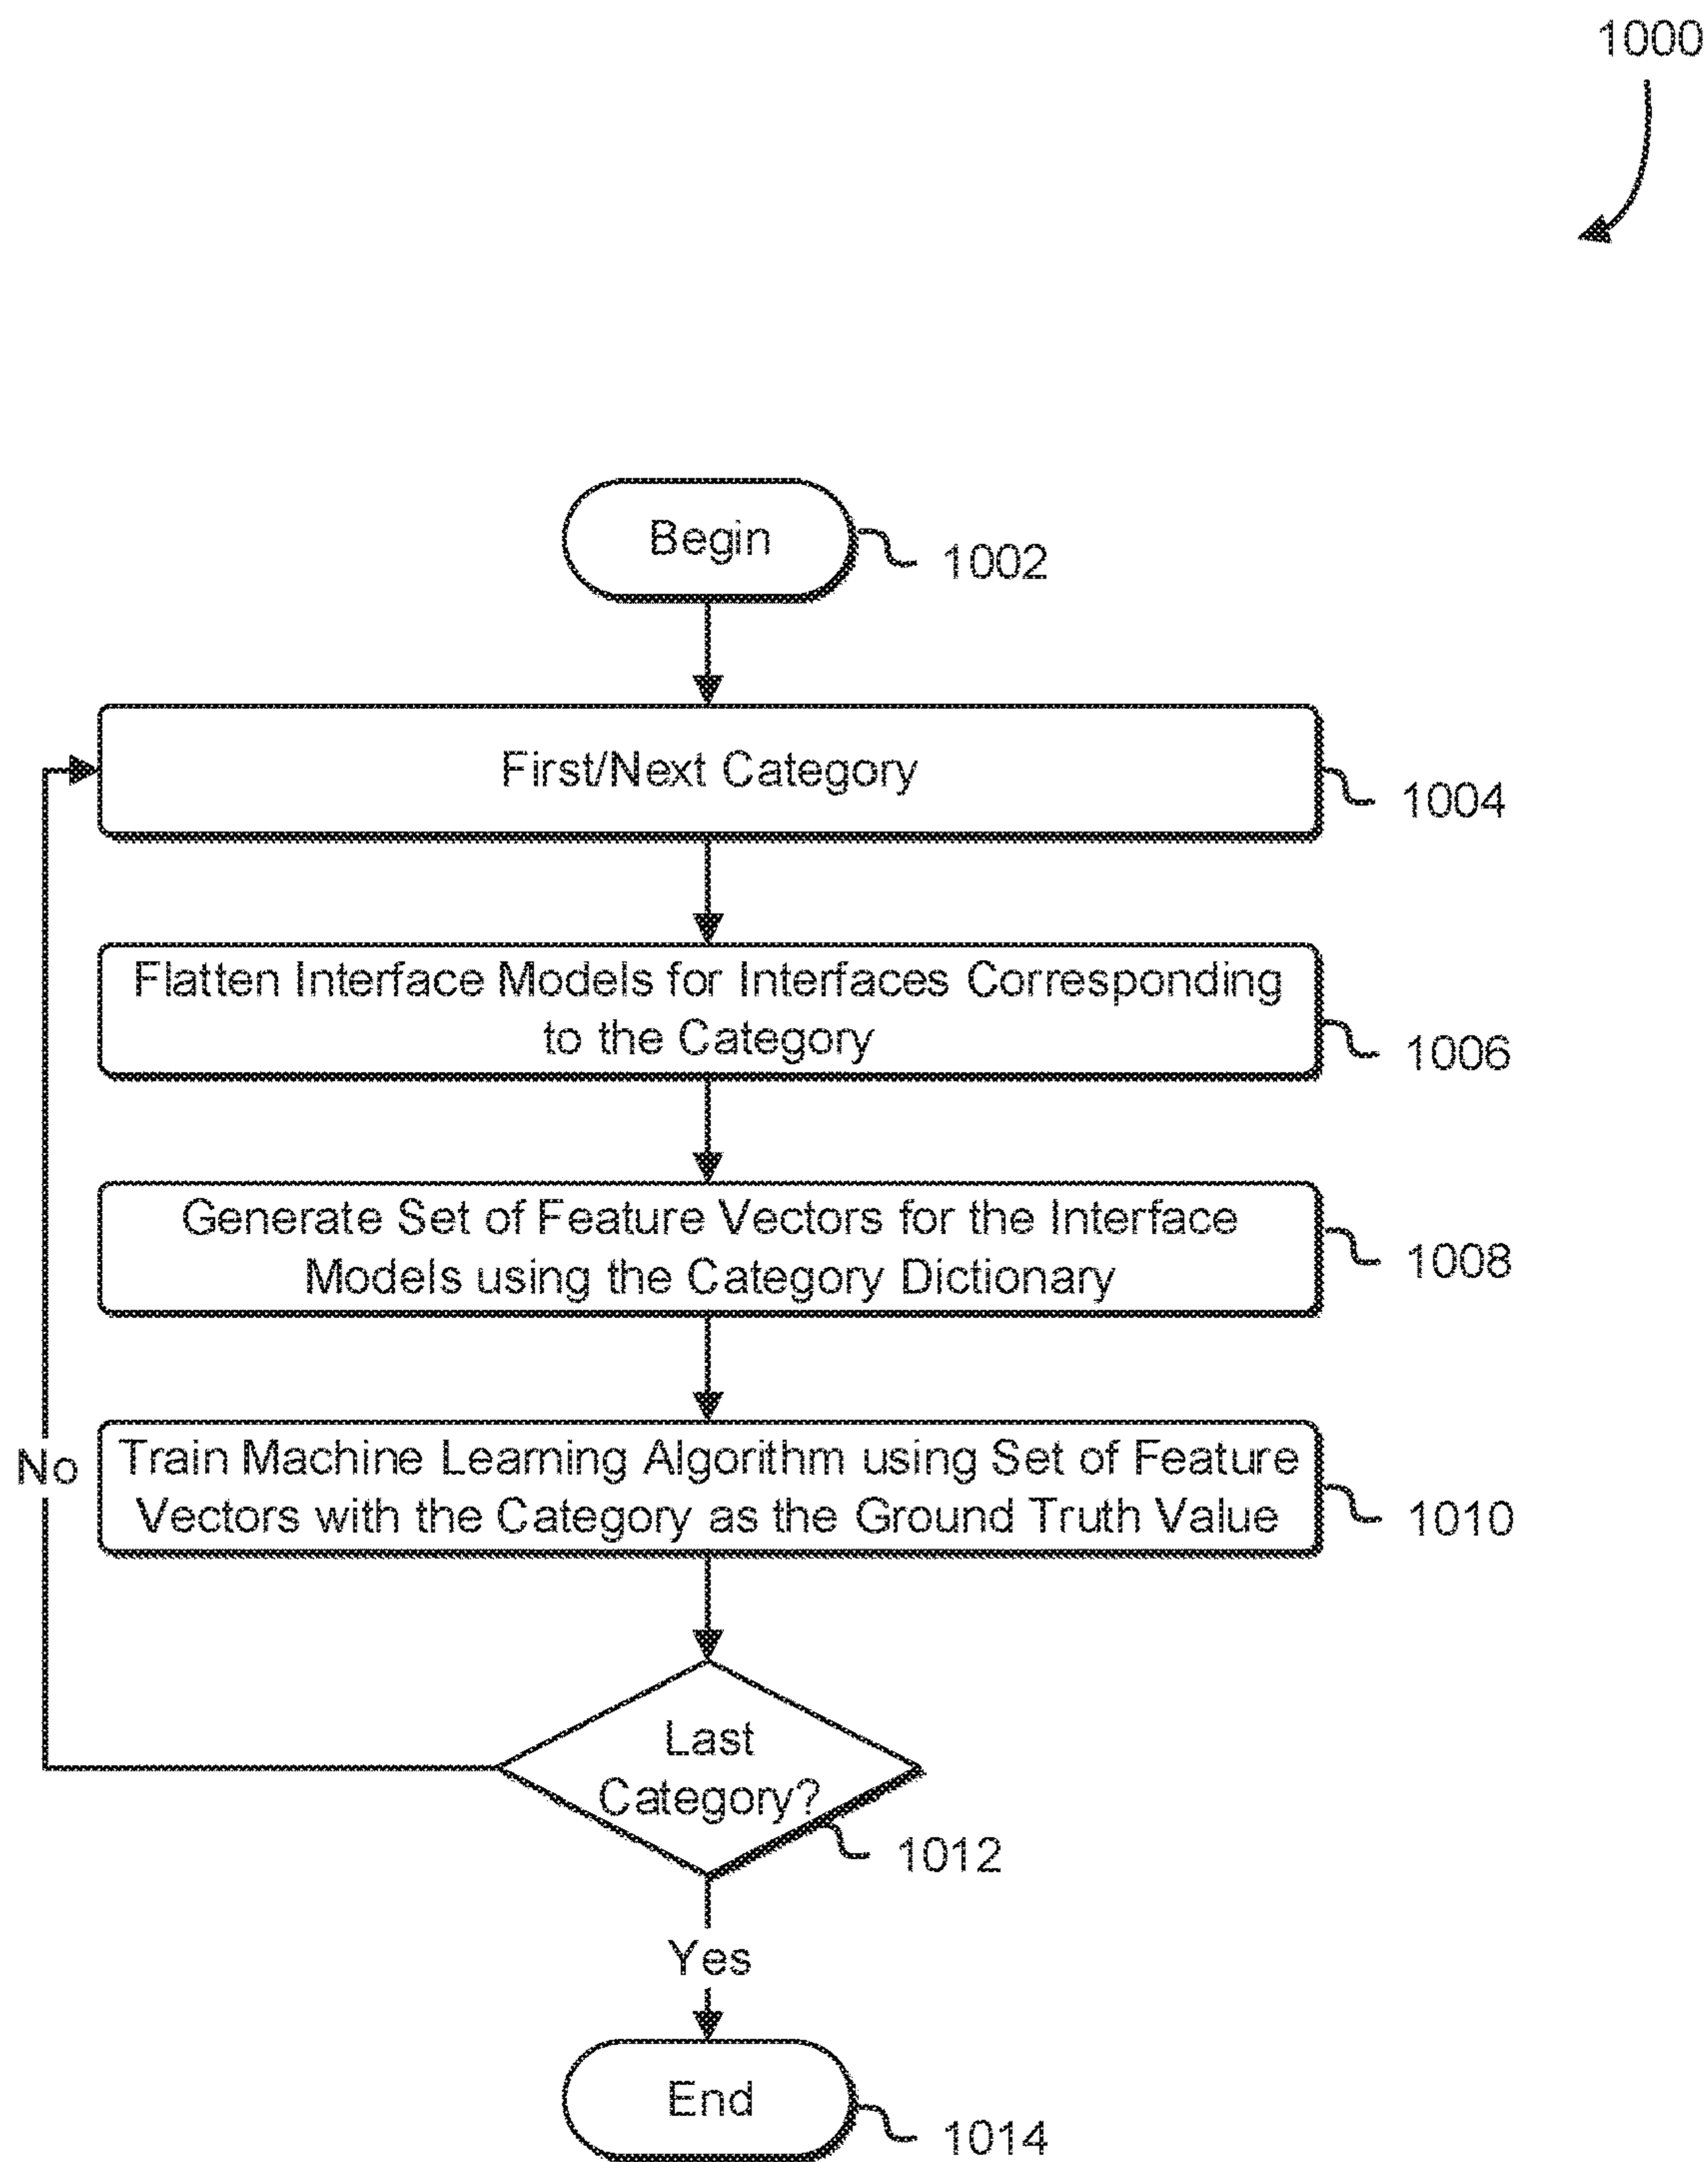 1000
Begin
1002
First/Next Category
1004
Flatten Interface Models for Interfaces Corresponding
to the Category
1006
Generate Set of Feature Vectors for the Interface
Models using the Category Dictionary
1008
Train Machine Learning Algorithm using Set of Feature
Vectors with the Category as the Ground Truth Value
1010
No
Last
Category?
1012
Yes
End
1014